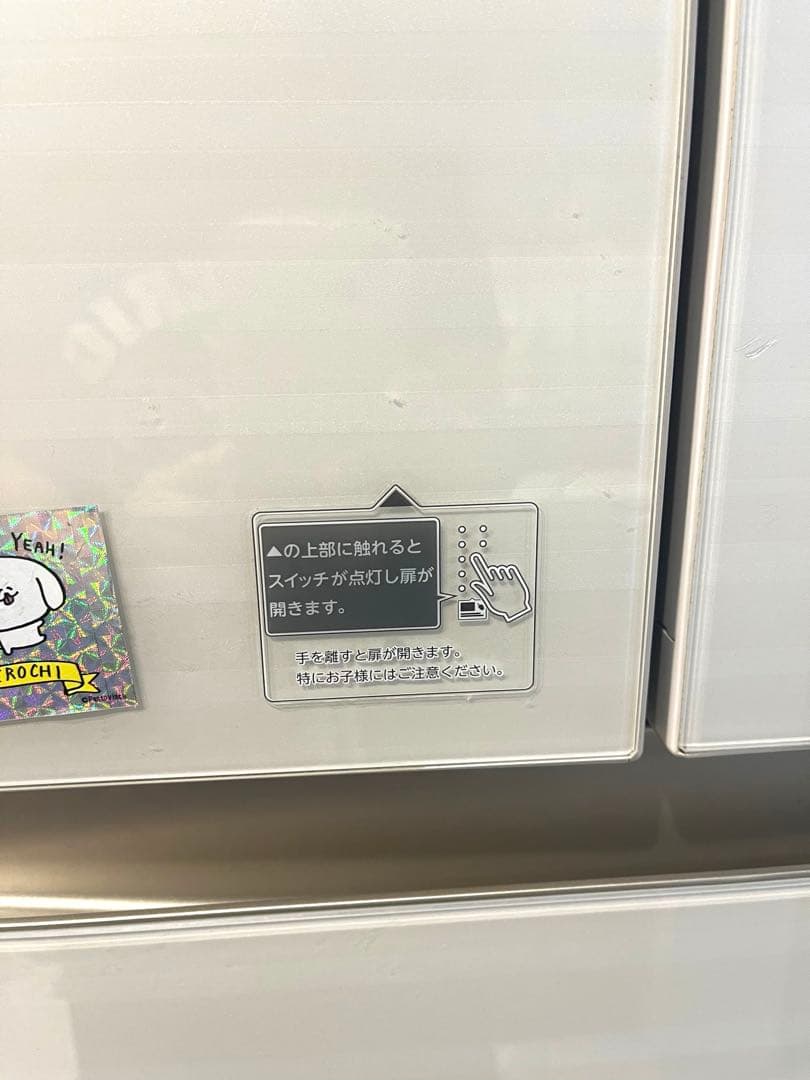 ▲の上部に触れると
スイッチが点灯し扉が
開きます。
手を離すと扉が開きます。
特にお子様にはご注意ください。
YEAH!
ROCHI